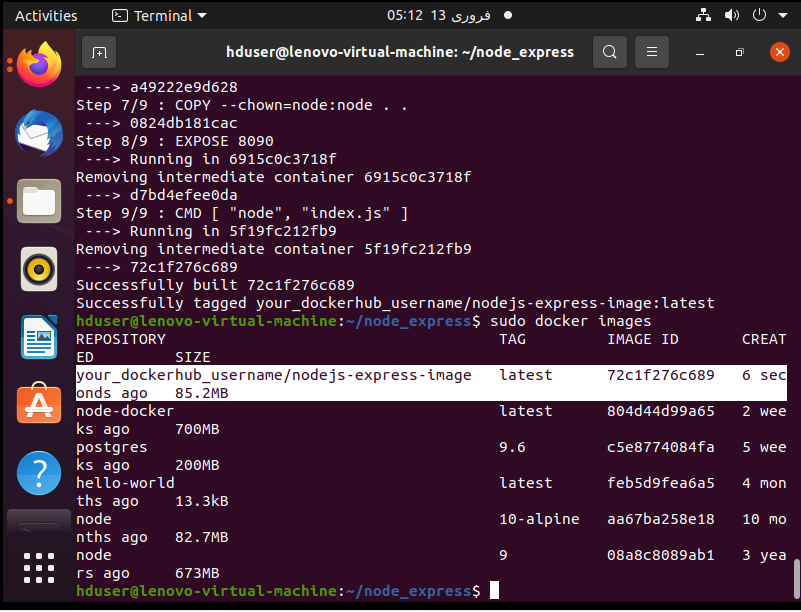 Activities
Terminal
05:12 13 فوری
hduser@lenovo-virtual-machine: ~/node_express
---> a49222e9d628
Step 7/9 : COPY --chown=node:node . .
---> 0824db181cac
Step 8/9 : EXPOSE 8090
---> Running in 6915c0c3718f
Removing intermediate container 6915c0c3718f
---> d7bd4efee0da
Step 9/9 : CMD [ "node", "index.js" ]
---> Running in 5f19fc212fb9
Removing intermediate container 5f19fc212fb9
---> 72c1f276c689
Successfully built 72c1f276c689
Successfully tagged your_dockerhub_username/nodejs-express-image:latest
hduser@lenovo-virtual-machine:~/node_express$ sudo docker images
REPOSITORY TAG IMAGE ID CREAT
ED SIZE
your_dockerhub_username/nodejs-express-image latest 72c1f276c689 6 sec
onds ago 85.2MB
node-docker latest 804d44d99a65 2 wee
ks ago 700MB
postgres 9.6 c5e8774084fa 5 wee
ks ago 200MB
hello-world latest feb5d9fea6a5 4 mon
ths ago 13.3kB
node 10-alpine aa67ba258e18 10 mo
nths ago 82.7MB
node 9 08a8c8089ab1 3 yea
rs ago 673MB
hduser@lenovo-virtual-machine:~/node_express$